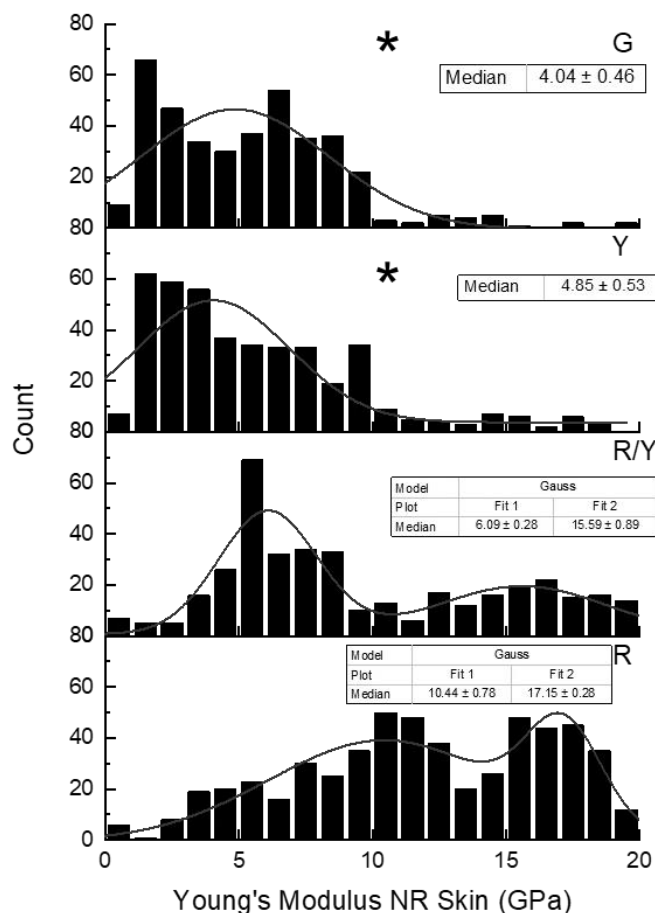 80
60
40
20
*
G
Median 4.04 ± 0.46
80
60
40
20
*
Y
Median 4.85 ± 0.53
80
60
40
20
R/Y
Model Gauss
Plot Fit 1 Fit 2
Median 6.09 ± 0.28 15.59 ± 0.89
80
60
40
20
0
R
Model Gauss
Plot Fit 1 Fit 2
Median 10.44 ± 0.78 17.15 ± 0.28
Count
0 5 10 15 20
Young's Modulus NR Skin (GPa)